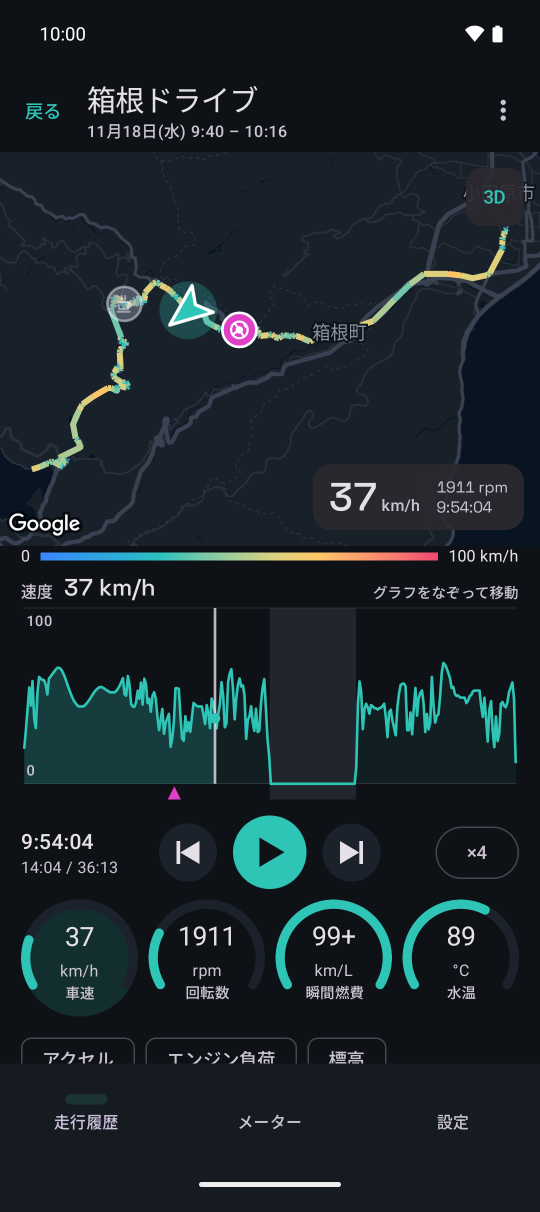 10:00
戻る
箱根ドライブ
11月18日(水) 9:40 – 10:16
3D
箱根町
37 km/h
1911 rpm
9:54:04
Google
0
100 km/h
速度 37 km/h
グラフをなぞって移動
100
0
9:54:04
14:04 / 36:13
×4
37
km/h
車速
1911
rpm
回転数
99+
km/L
瞬間燃費
89
°C
水温
アクセル
エンジン負荷
標高
走行履歴
メーター
設定